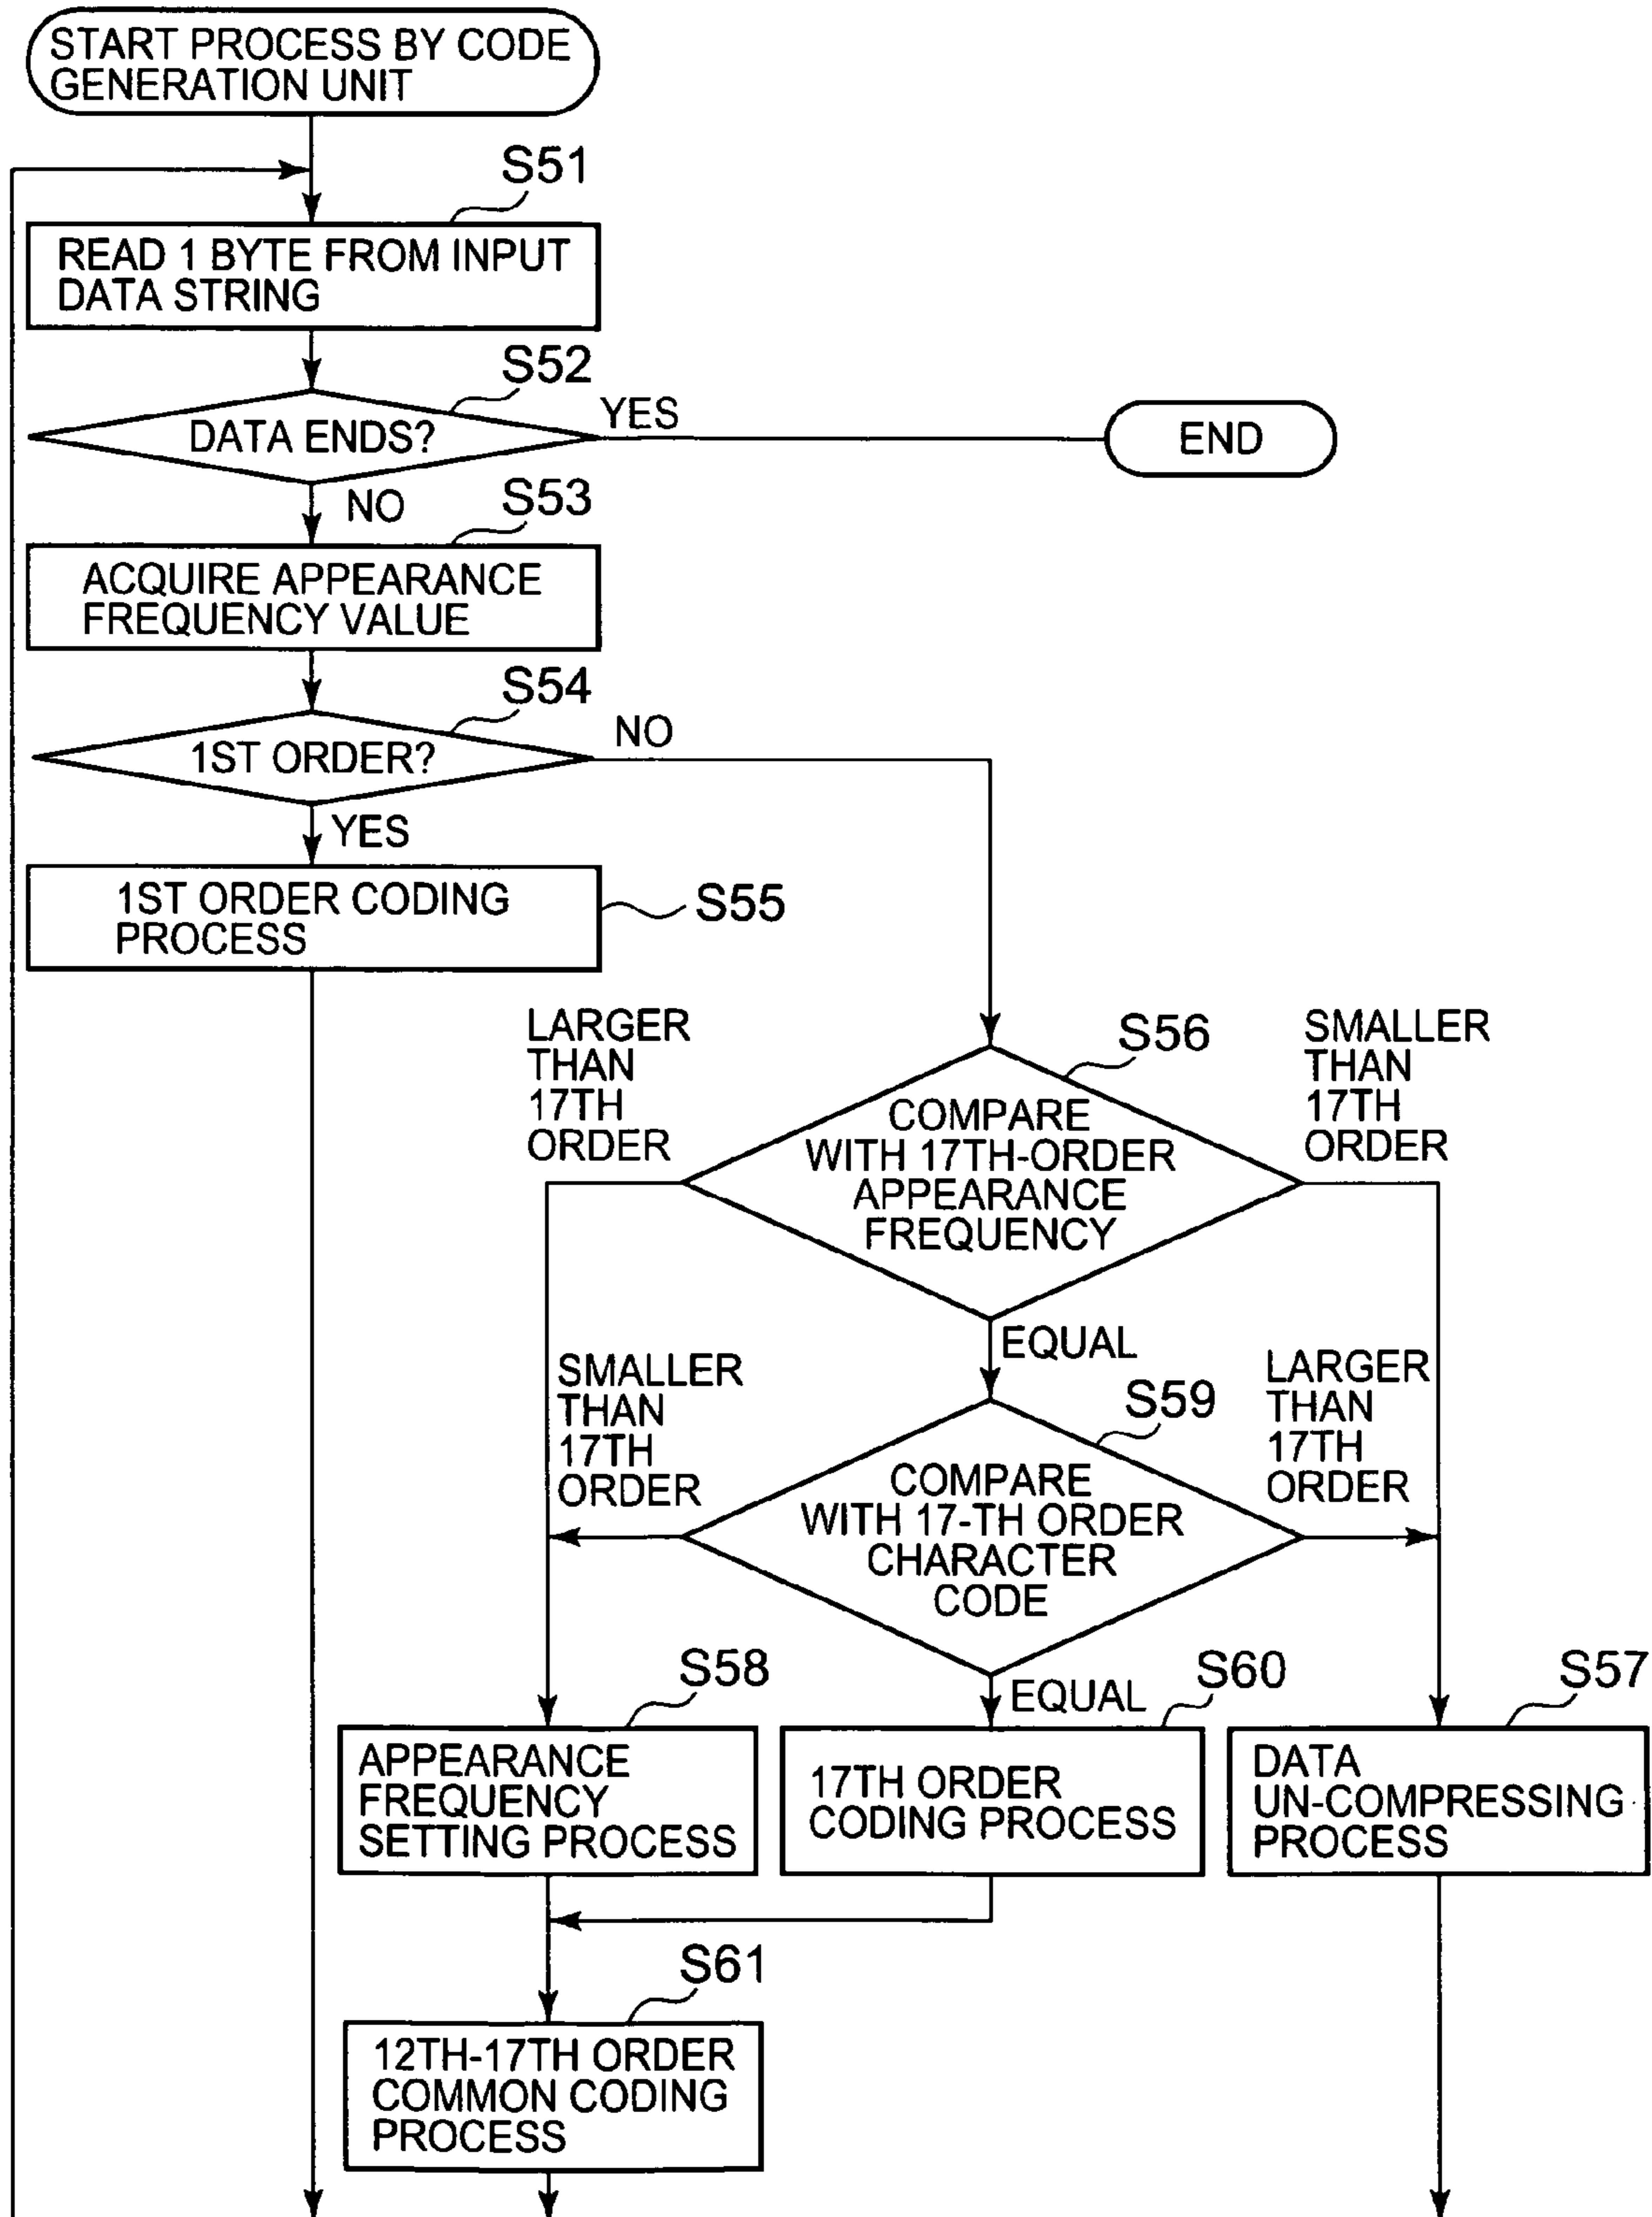 START PROCESS BY CODE
GENERATION UNIT
S51
READ 1 BYTE FROM INPUT
DATA STRING
S52
DATA ENDS?
YES
END
NO
S53
ACQUIRE APPEARANCE
FREQUENCY VALUE
S54
1ST ORDER?
NO
YES
1ST ORDER CODING
PROCESS
S55
LARGER
THAN
17TH
ORDER
S56
SMALLER
THAN
17TH
ORDER
COMPARE
WITH 17TH-ORDER
APPEARANCE
FREQUENCY
EQUAL
SMALLER
THAN
17TH
ORDER
S59
LARGER
THAN
17TH
ORDER
COMPARE
WITH 17-TH ORDER
CHARACTER
CODE
S58
EQUAL
S60
S57
APPEARANCE
FREQUENCY
SETTING PROCESS
17TH ORDER
CODING PROCESS
DATA
UN-COMPRESSING
PROCESS
S61
12TH-17TH ORDER
COMMON CODING
PROCESS